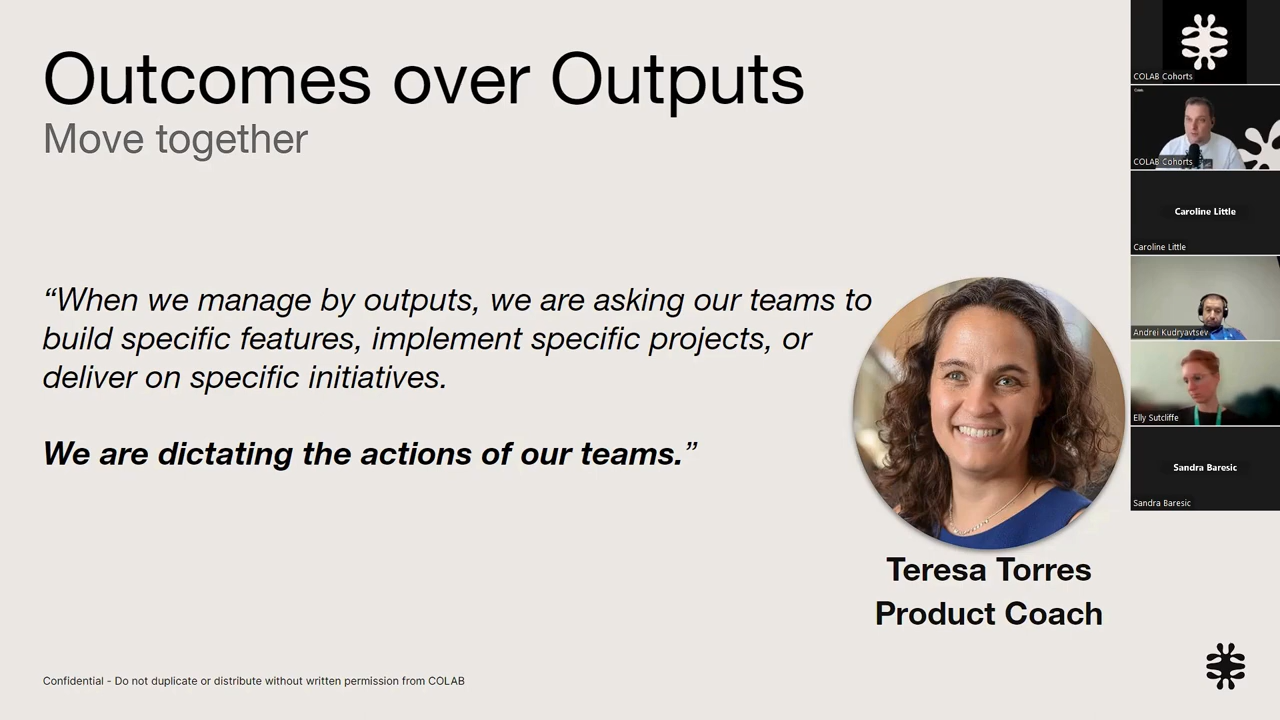 Outcomes over Outputs
Move together
“When we manage by outputs, we are asking our teams to
build specific features, implement specific projects, or
deliver on specific initiatives.
We are dictating the actions of our teams.”
Teresa Torres
Product Coach
Confidential - Do not duplicate or distribute without written permission from COLAB
COLAB Cohorts
COLAB Cohorts
Caroline Little
Caroline Little
Andrei Kudryavtsev
Elly Sutcliffe
Sandra Baresic
Sandra Baresic